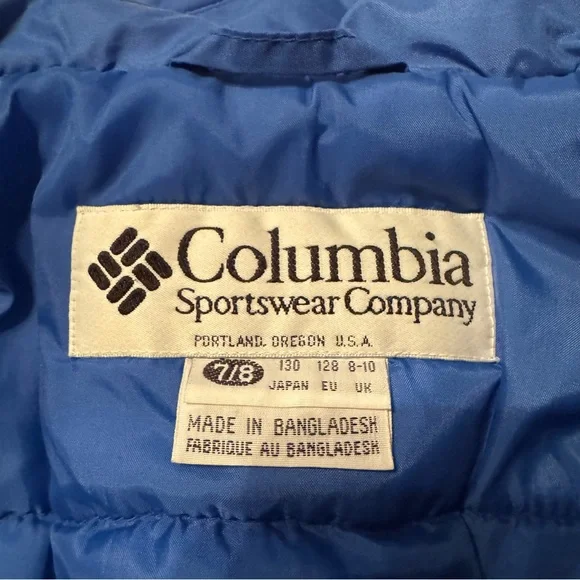 Columbia
Sportswear Company
PORTLAND, OREGON U.S.A.
7/8 130 128 8-10
JAPAN EU UK
MADE IN BANGLADESH
FABRIQUE AU BANGLADESH